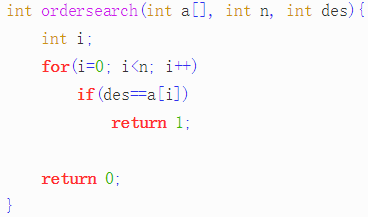 int ordersearch(int a[], int n, int des){
    int i;
    for(i=0; i<n; i++)
        if(des==a[i])
            return 1;

    return 0;
}